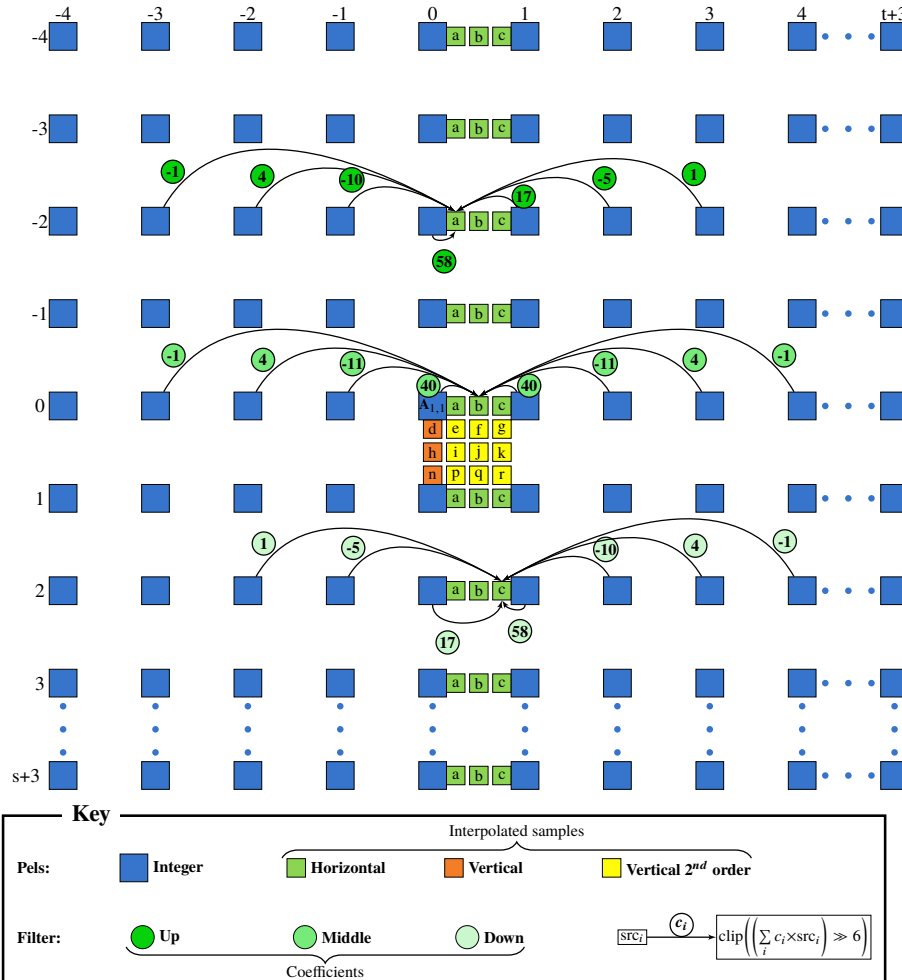 -4 -3 -2 -1 0 1 2 3 4 t+3
-4 a b c
-3 a b c
-1 4 -10 17 -5 1
-2 a b c
58
-1 a b c
-1 4 -11 40 40 -11 4 -1
0 A1,1 a b c
d e f g
h i j k
n p q r
1 a b c
1 -5 -10 4 -1
2 a b c
17 58
3 a b c
s+3 a b c
Key
Interpolated samples
Pels: Integer Horizontal Vertical Vertical 2nd order
Filter: Up Middle Down srci ci clip((∑i ci×srci) ≫ 6)
Coefficients